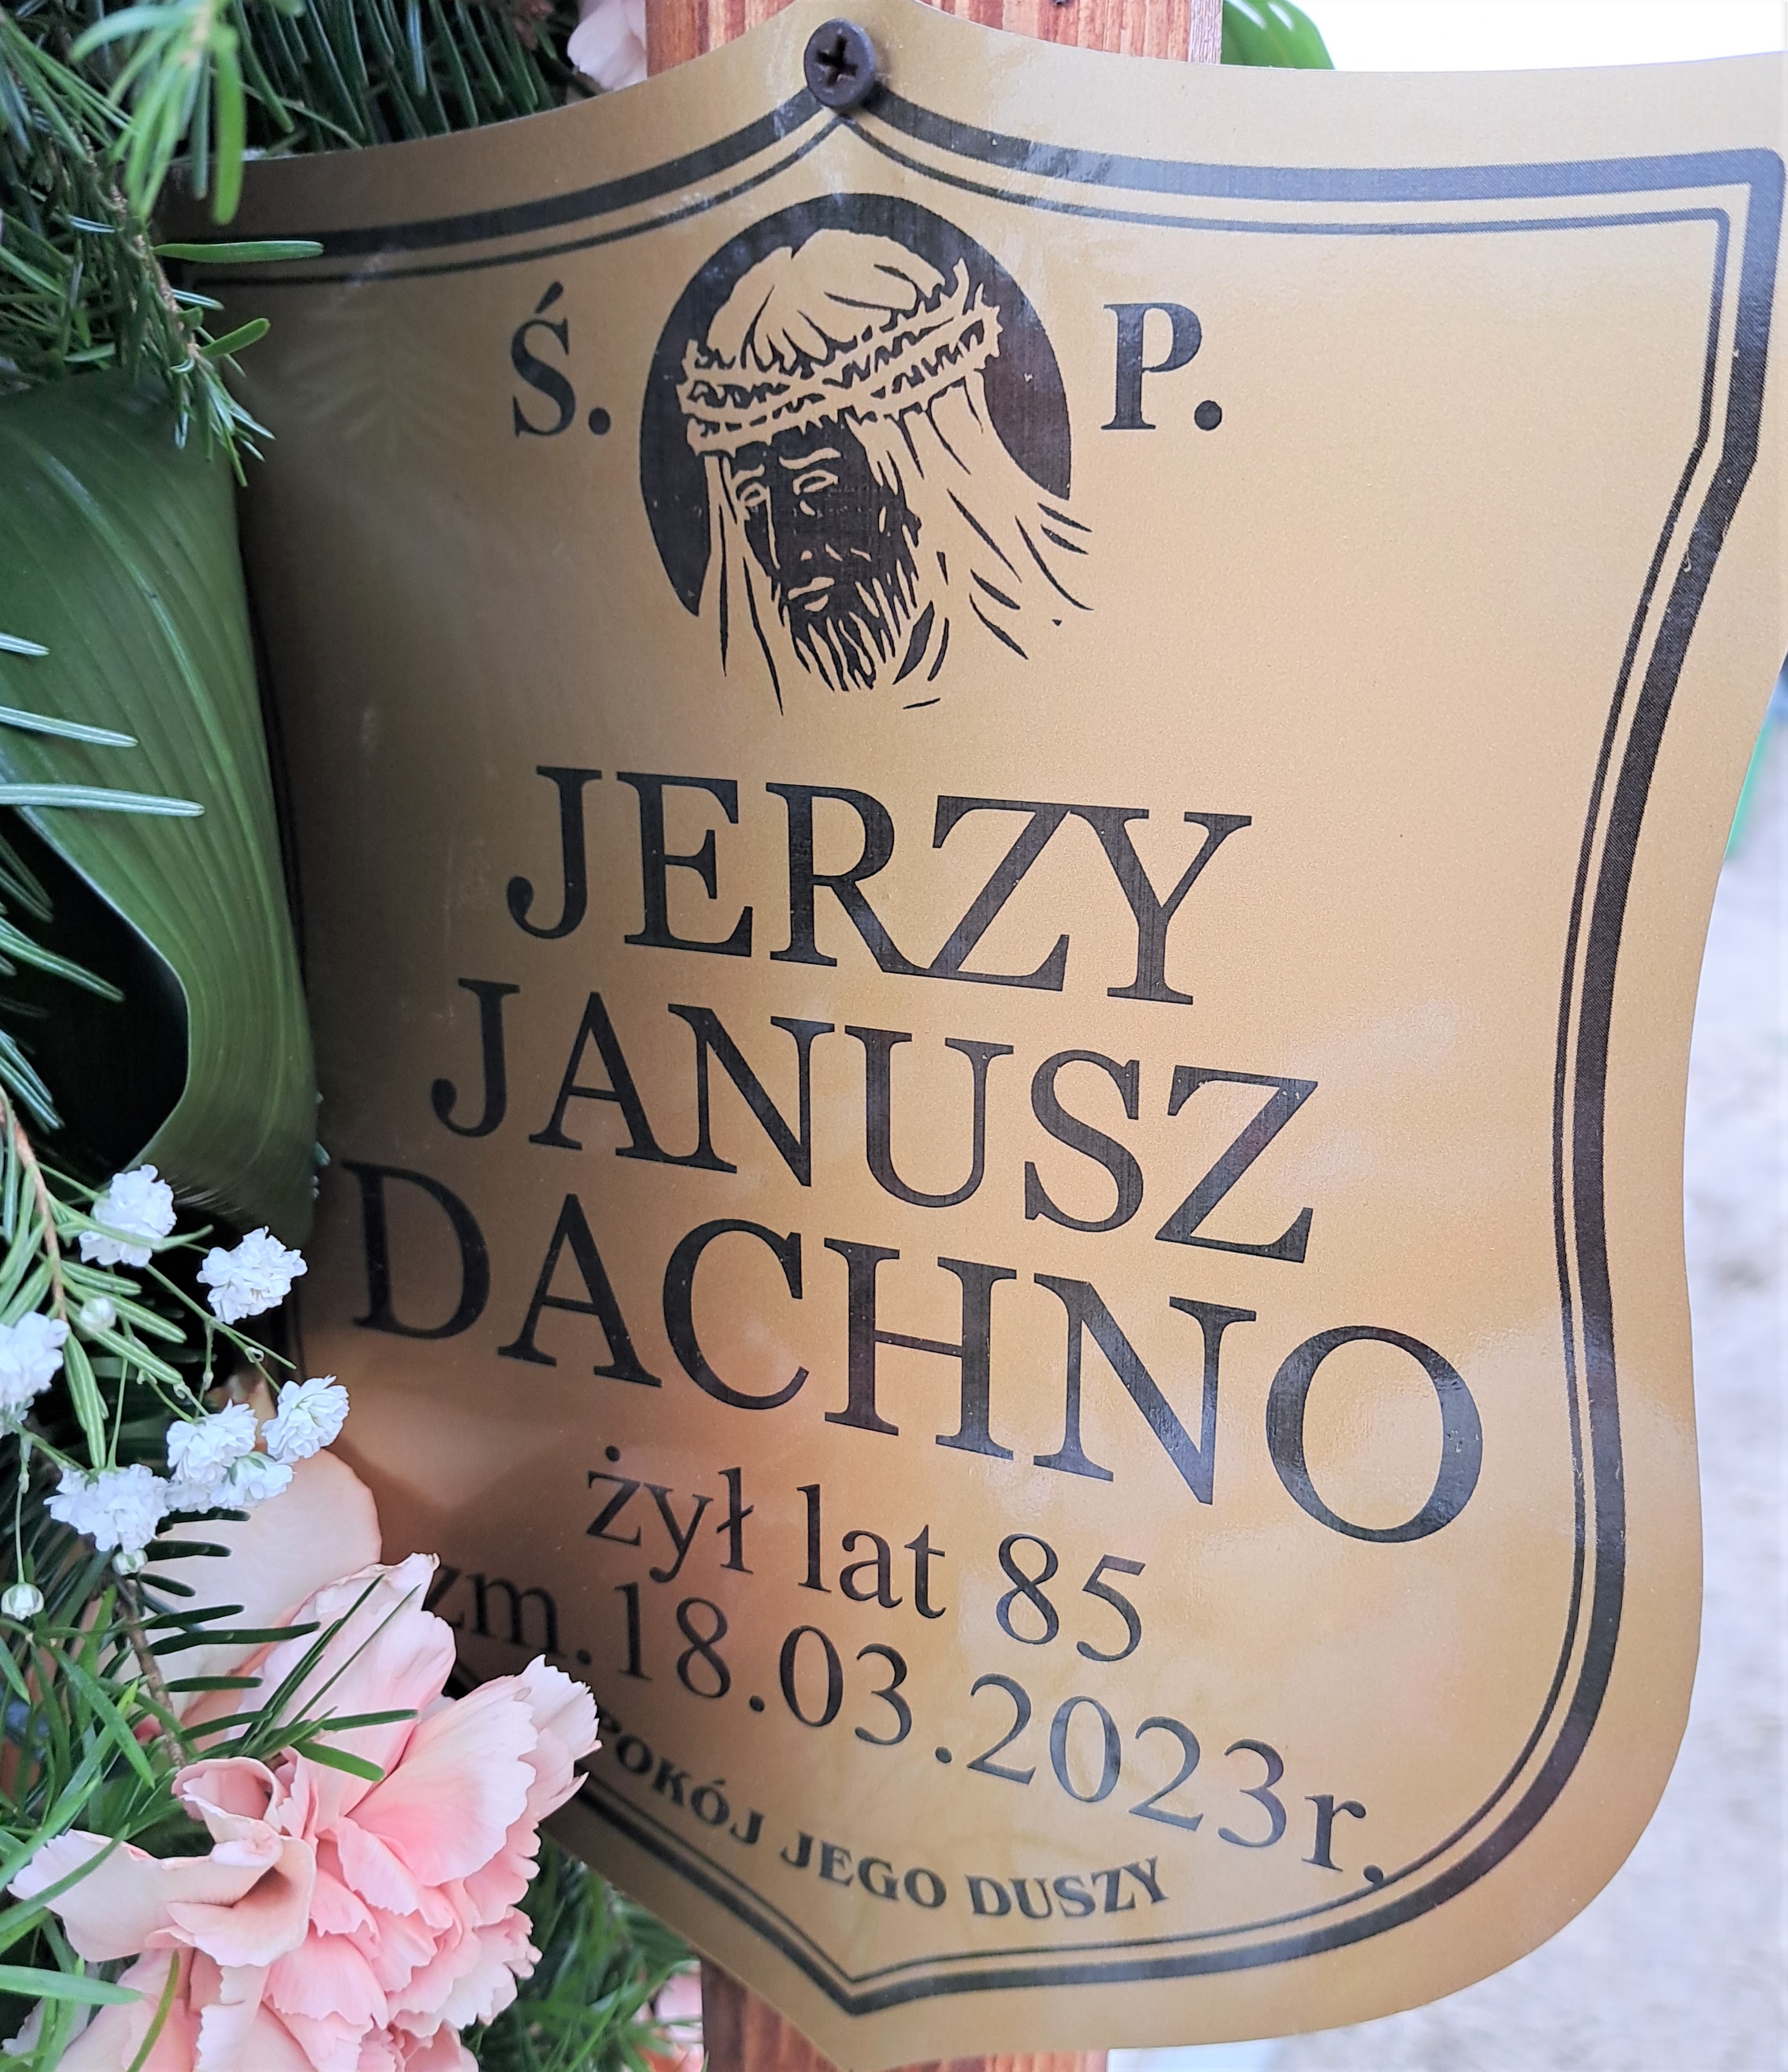 Ś. P.
JERZY
JANUSZ
DACHNO
żył lat 85
zm.18.03.2023r.
POKÓJ JEGO DUSZY